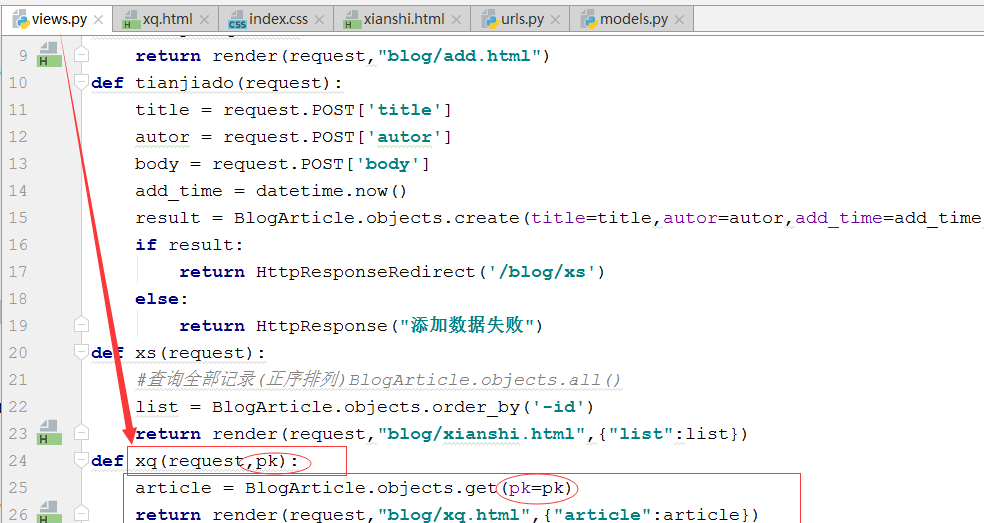 views.py xq.html index.css xianshi.html urls.py models.py
9 return render(request,"blog/add.html")
10 def tianjiado(request):
11 title = request.POST['title']
12 autor = request.POST['autor']
13 body = request.POST['body']
14 add_time = datetime.now()
15 result = BlogArticle.objects.create(title=title,autor=autor,add_time=add_time
16 if result:
17 return HttpResponseRedirect('/blog/xs')
18 else:
19 return HttpResponse("添加数据失败")
20 def xs(request):
21 #查询全部记录(正序排列)BlogArticle.objects.all()
22 list = BlogArticle.objects.order_by('-id')
23 return render(request,"blog/xianshi.html",{"list":list})
24 def xq(request,pk):
25 article = BlogArticle.objects.get(pk=pk)
26 return render(request,"blog/xq.html",{"article":article})